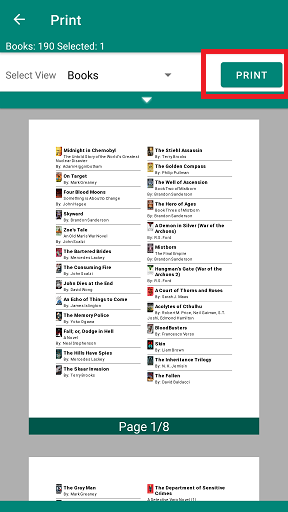 Print
Books: 190 Selected: 1
Select View
Books
PRINT
Midnight in Chernobyl
The Untold Story of the World's Greatest
Nuclear Disaster
By: Adam Higginbotham
On Target
By: Mark Greaney
Four Blood Moons
Something is About to Change
By: John Hagee
Skyward
By: Brandon Sanderson
Zoe's Tale
An Old Man's War Novel
By: John Scalzi
The Bartered Brides
By: Mercedes Lackey
The Consuming Fire
By: John Scalzi
John Dies at the End
By: David Wong
An Echo of Things to Come
By: James Islington
The Memory Police
By: Yoko Ogawa
Fall; or, Dodge in Hell
A Novel
By: Neal Stephenson
The Hills Have Spies
By: Mercedes Lackey
The Skaar Invasion
By: Terry Brooks
The Stiehl Assassin
By: Terry Brooks
The Golden Compass
By: Philip Pullman
The Well of Ascension
Book Two of Mistborn
By: Brandon Sanderson
The Hero of Ages
Book Three of Mistborn
By: Brandon Sanderson
A Demon in Silver (War of the
Archons)
By: R.S. Ford
Mistborn
The Final Empire
By: Brandon Sanderson
Hangman's Gate (War of the
Archons 2)
By: R.S. Ford
A Court of Thorns and Roses
By: Sarah J. Maas
Acolytes of Cthulhu
By: Robert M. Price, Neil Gaiman, S.T.
Joshi, Edmond Hamilton
BloodBusters
By: Francesco Verso
Skin
By: Liam Brown
The Inheritance Trilogy
By: N. K. Jemisin
The Fallen
By: David Baldacci
Page 1/8
The Gray Man
By: Mark Greaney
The Department of Sensitive
Crimes
A Detective Varg Novel (1)